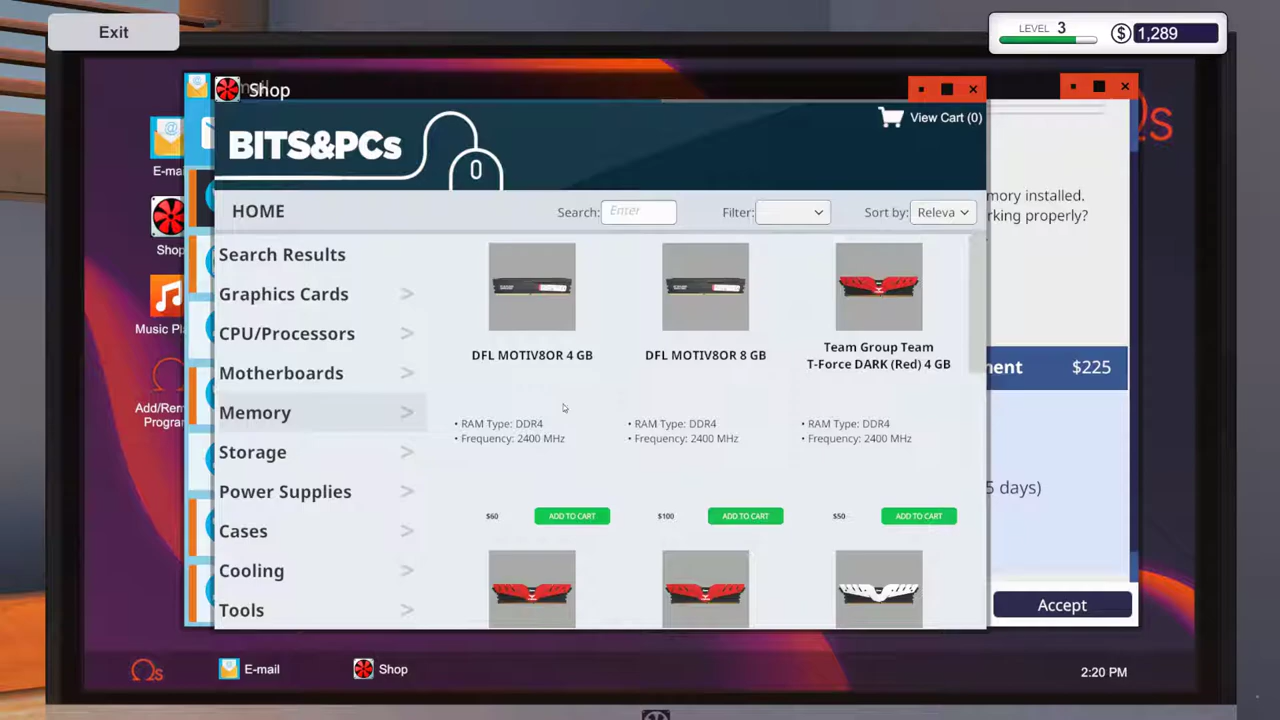 Exit
LEVEL 3
$ 1,289
Shop
BITS&PCs
View Cart (0)
HOME
Search:
Enter
Filter:
Sort by:
Releva
Search Results
Graphics Cards >
CPU/Processors >
Motherboards >
Memory >
Storage >
Power Supplies >
Cases >
Cooling >
Tools >
DFL MOTIV8OR 4 GB
• RAM Type: DDR4
• Frequency: 2400 MHz
$60
ADD TO CART
DFL MOTIV8OR 8 GB
• RAM Type: DDR4
• Frequency: 2400 MHz
$100
ADD TO CART
Team Group Team
T-Force DARK (Red) 4 GB
• RAM Type: DDR4
• Frequency: 2400 MHz
$50
ADD TO CART
mory installed.
rking properly?
nent $225
5 days)
Accept
E-ma
Shop
Music Pl
Add/Rem
Progra
Ωs
Ωs
E-mail
Shop
2:20 PM